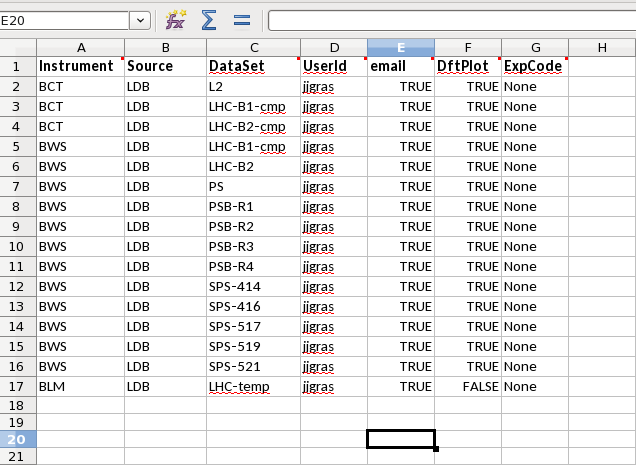 E20
A B C D E F G H
1 Instrument Source DataSet UserId email DftPlot ExpCode
2 BCT LDB L2 jjgras TRUE TRUE None
3 BCT LDB LHC-B1-cmp jjgras TRUE TRUE None
4 BCT LDB LHC-B2-cmp jjgras TRUE TRUE None
5 BWS LDB LHC-B1-cmp jjgras TRUE TRUE None
6 BWS LDB LHC-B2 jjgras TRUE TRUE None
7 BWS LDB PS jjgras TRUE TRUE None
8 BWS LDB PSB-R1 jjgras TRUE TRUE None
9 BWS LDB PSB-R2 jjgras TRUE TRUE None
10 BWS LDB PSB-R3 jjgras TRUE TRUE None
11 BWS LDB PSB-R4 jjgras TRUE TRUE None
12 BWS LDB SPS-414 jjgras TRUE TRUE None
13 BWS LDB SPS-416 jjgras TRUE TRUE None
14 BWS LDB SPS-517 jjgras TRUE TRUE None
15 BWS LDB SPS-519 jjgras TRUE TRUE None
16 BWS LDB SPS-521 jjgras TRUE TRUE None
17 BLM LDB LHC-temp jjgras TRUE FALSE None
18
19
20
21